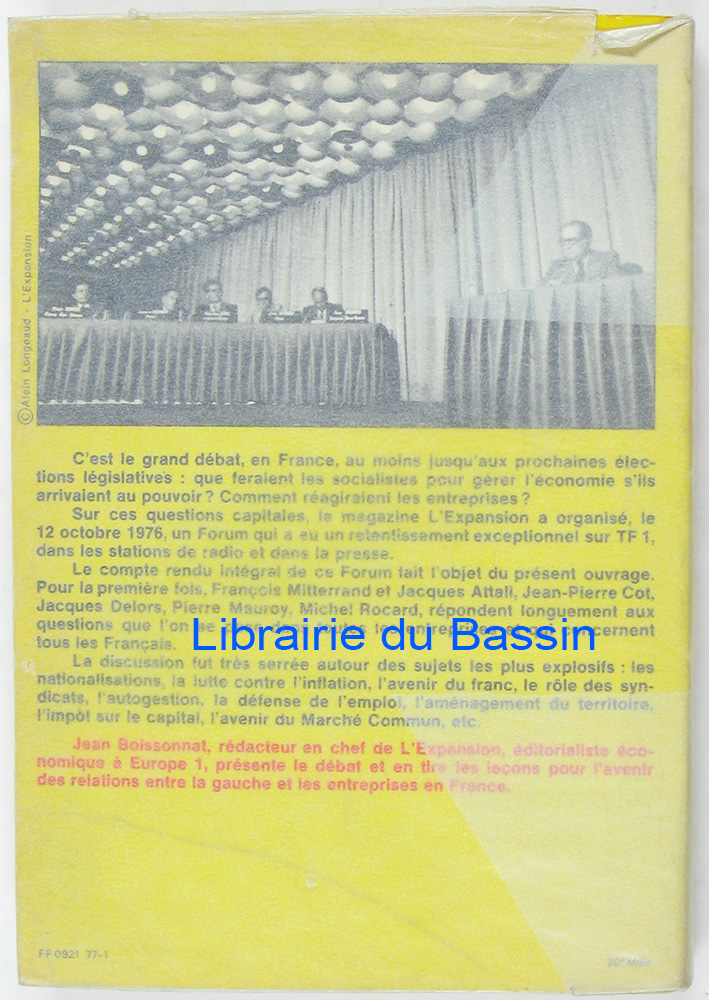 © Alain Longeaud - L'Expansion
C'est le grand débat, en France, au moins jusqu'aux prochaines élec-
tions législatives : que feraient les socialistes pour gérer l'économie s'ils
arrivaient au pouvoir ? Comment réagiraient les entreprises ?
Sur ces questions capitales, le magazine L'Expansion a organisé, le
12 octobre 1976, un Forum qui a eu un retentissement exceptionnel sur TF 1,
dans les stations de radio et dans la presse.
Le compte rendu intégral de ce Forum fait l'objet du présent ouvrage.
Pour la première fois, François Mitterrand et Jacques Attali, Jean-Pierre Cot,
Jacques Delors, Pierre Mauroy, Michel Rocard, répondent longuement aux
questions que l'on se pose dans toutes les entreprises et qui concernent
tous les Français.
Librairie du Bassin
La discussion fut très serrée autour des sujets les plus explosifs : les
nationalisations, la lutte contre l'inflation, l'avenir du franc, le rôle des syn-
dicats, l'autogestion, la défense de l'emploi, l'aménagement du territoire,
l'impôt sur le capital, l'avenir du Marché Commun, etc.
Jean Boissonnat, rédacteur en chef de L'Expansion, éditorialiste éco-
nomique à Europe 1, présente le débat et en tire les leçons pour l'avenir
des relations entre la gauche et les entreprises en France.
FF 0821 77-1